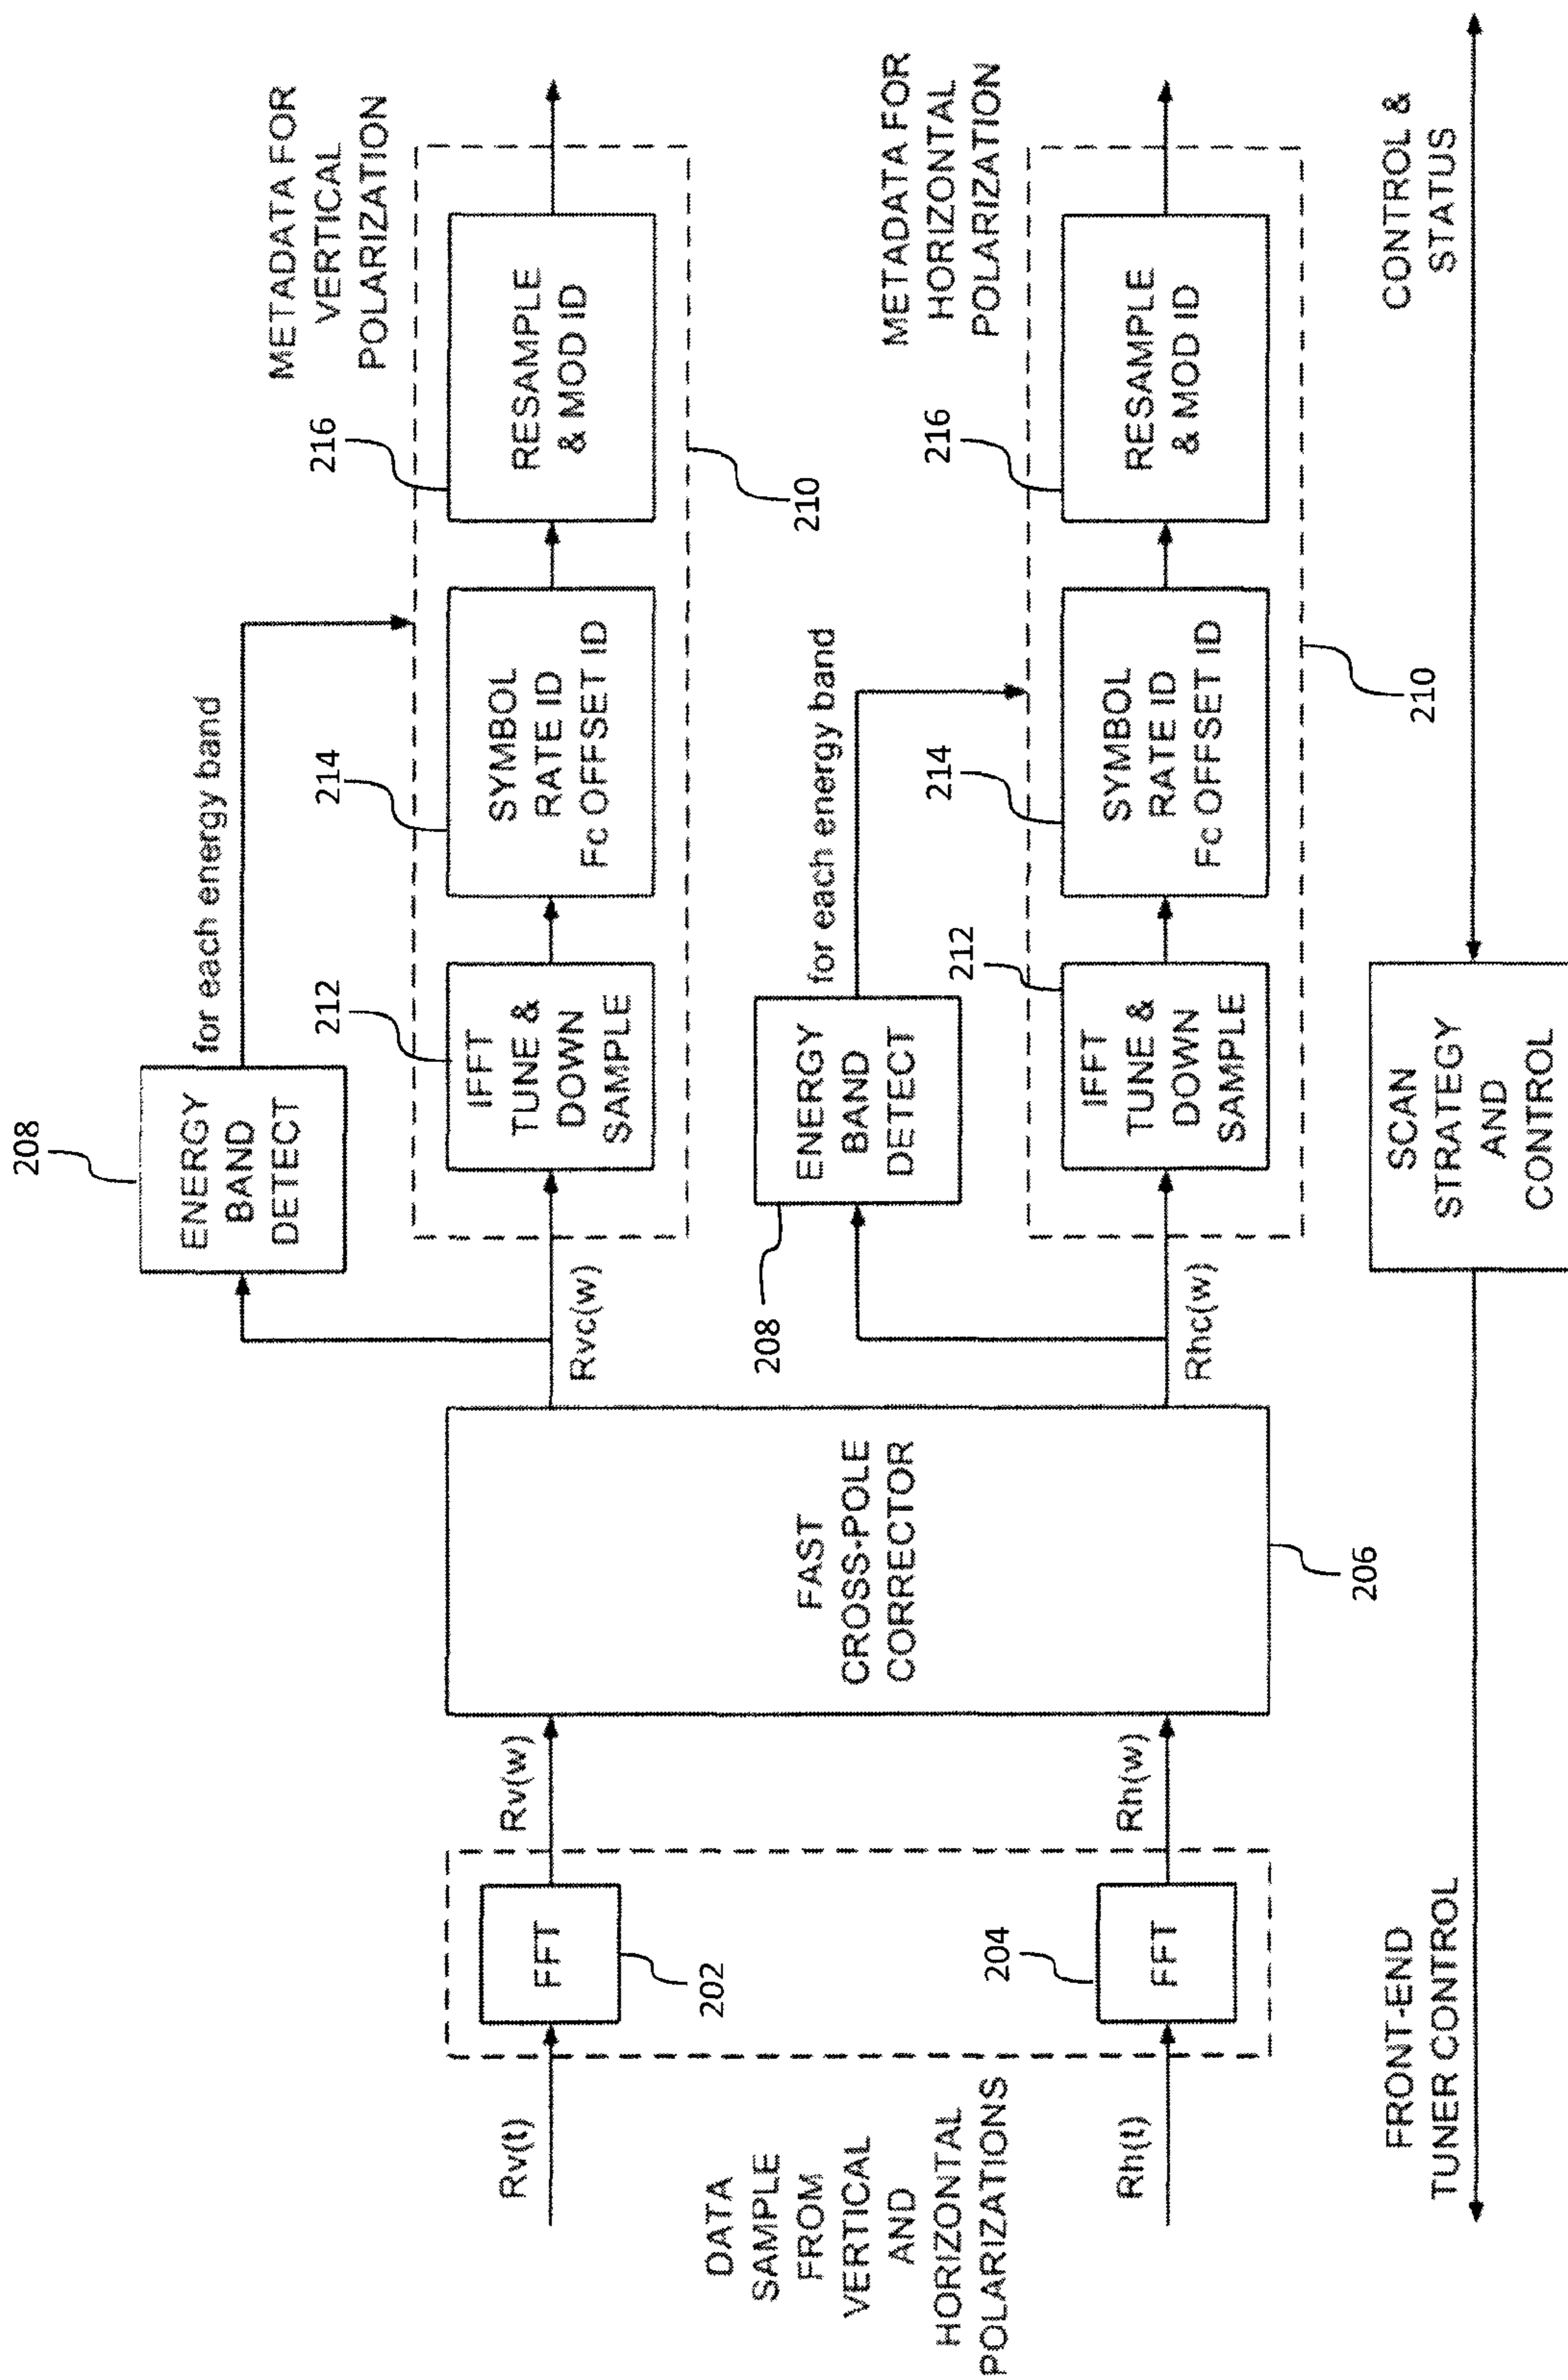 DATA
SAMPLE
FROM
VERTICAL
AND
HORIZONTAL
POLARIZATIONS
Rv(t)
FFT
202
Rv(w)
Rh(t)
FFT
204
Rh(w)
FAST
CROSS-POLE
CORRECTOR
206
Rvc(w)
208
ENERGY
BAND
DETECT
for each energy band
212
IFFT
TUNE &
DOWN
SAMPLE
214
SYMBOL
RATE ID
Fc OFFSET ID
216
RESAMPLE
& MOD ID
210
METADATA FOR
VERTICAL
POLARIZATION
Rhc(w)
208
ENERGY
BAND
DETECT
for each energy band
212
IFFT
TUNE &
DOWN
SAMPLE
214
SYMBOL
RATE ID
Fc OFFSET ID
216
RESAMPLE
& MOD ID
210
METADATA FOR
HORIZONTAL
POLARIZATION
FRONT-END
TUNER CONTROL
SCAN
STRATEGY
AND
CONTROL
CONTROL &
STATUS